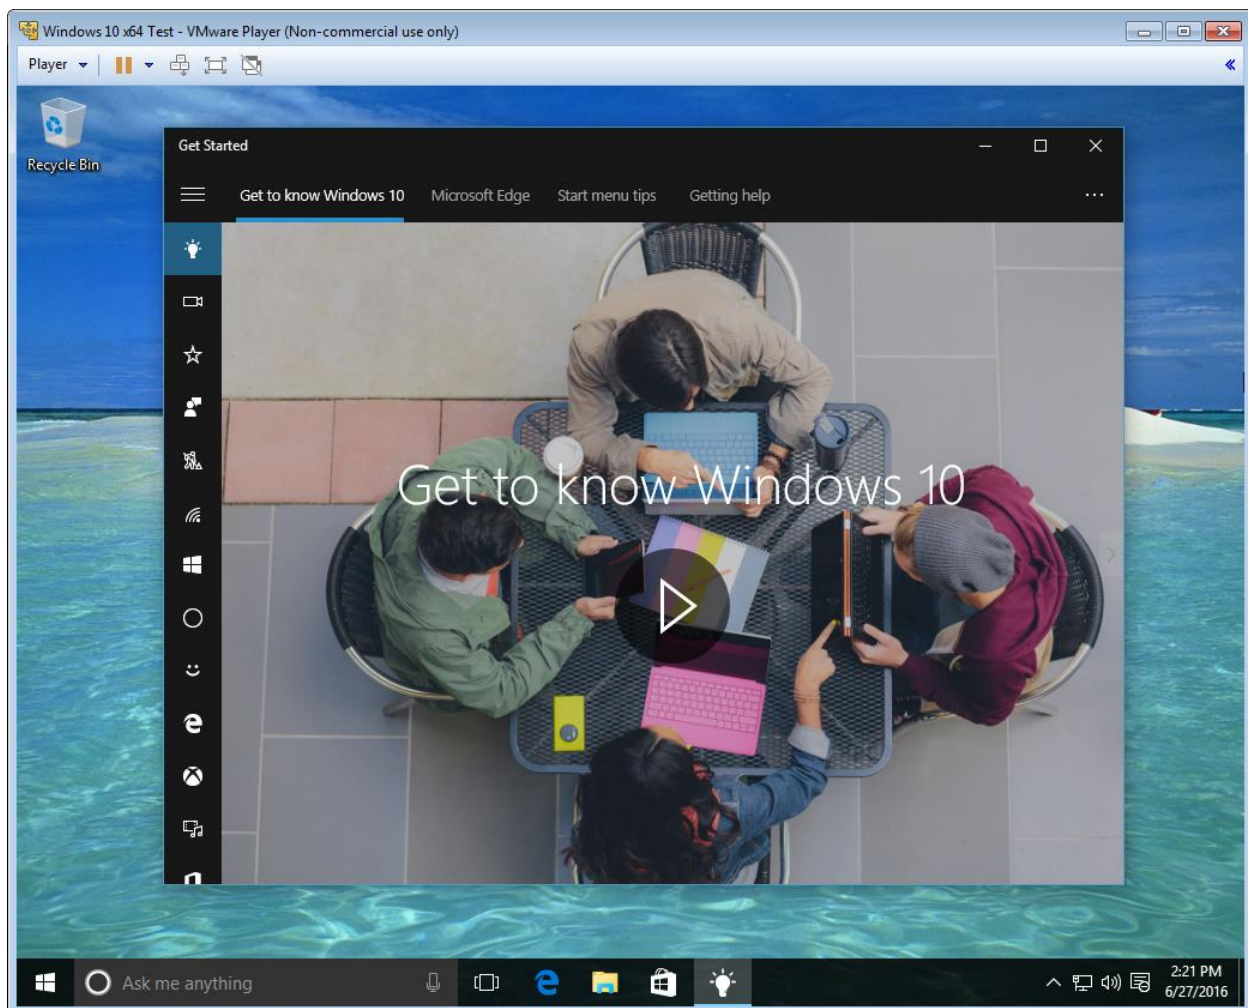 Windows 10 x64 Test - VMware Player (Non-commercial use only)
Player
Recycle Bin
Get Started
Get to know Windows 10 Microsoft Edge Start menu tips Getting help
Get to know Windows 10
Ask me anything
2:21 PM
6/27/2016